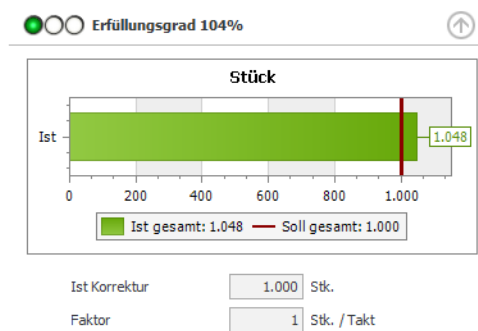 Erfüllungsgrad 104%
Stück
Ist
1.048
0 200 400 600 800 1.000
Ist gesamt: 1.048 Soll gesamt: 1.000
Ist Korrektur 1.000 Stk.
Faktor 1 Stk. / Takt